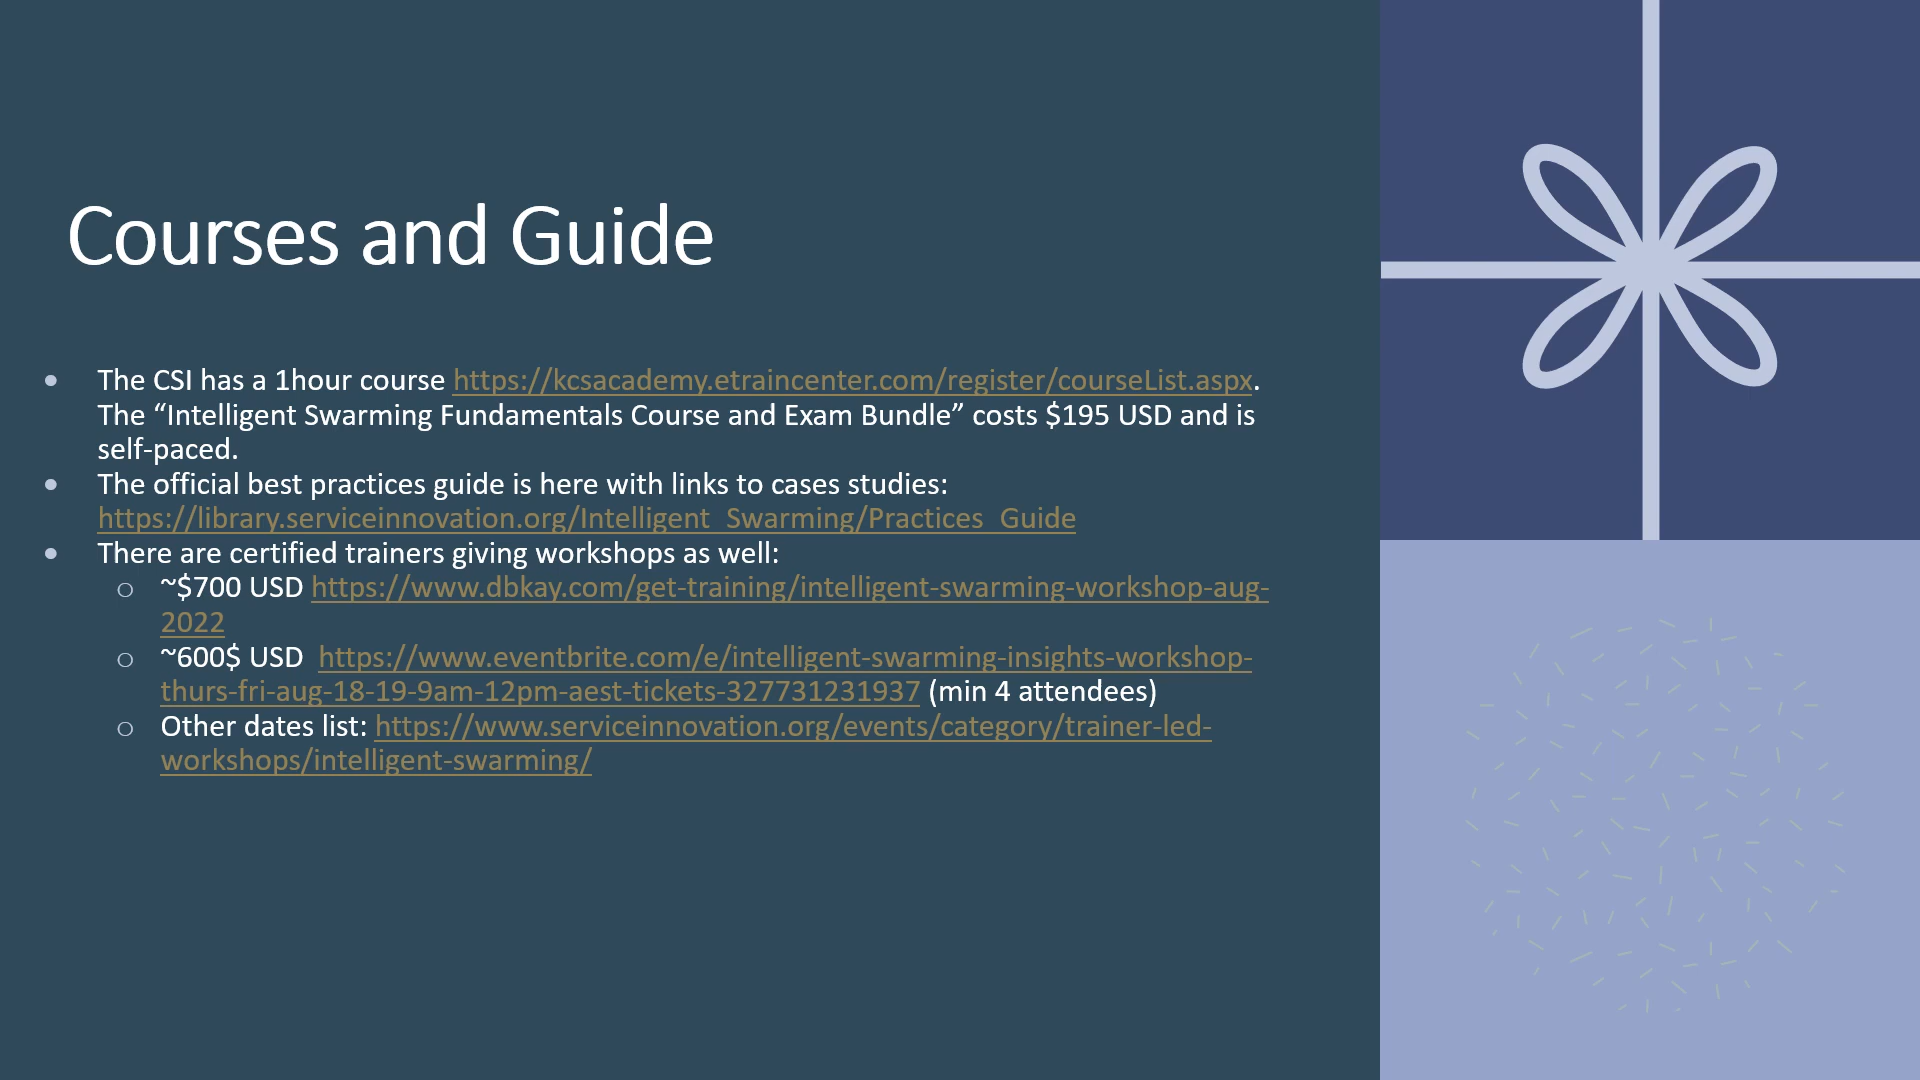 Courses and Guide
• The CSI has a 1hour course https://kcsacademy.etraincenter.com/register/courseList.aspx.
The “Intelligent Swarming Fundamentals Course and Exam Bundle” costs $195 USD and is
self-paced.
• The official best practices guide is here with links to cases studies:
https://library.serviceinnovation.org/Intelligent_Swarming/Practices_Guide
• There are certified trainers giving workshops as well:
o ~$700 USD https://www.dbkay.com/get-training/intelligent-swarming-workshop-aug-
2022
o ~600$ USD  https://www.eventbrite.com/e/intelligent-swarming-insights-workshop-
thurs-fri-aug-18-19-9am-12pm-aest-tickets-327731231937 (min 4 attendees)
o Other dates list: https://www.serviceinnovation.org/events/category/trainer-led-
workshops/intelligent-swarming/